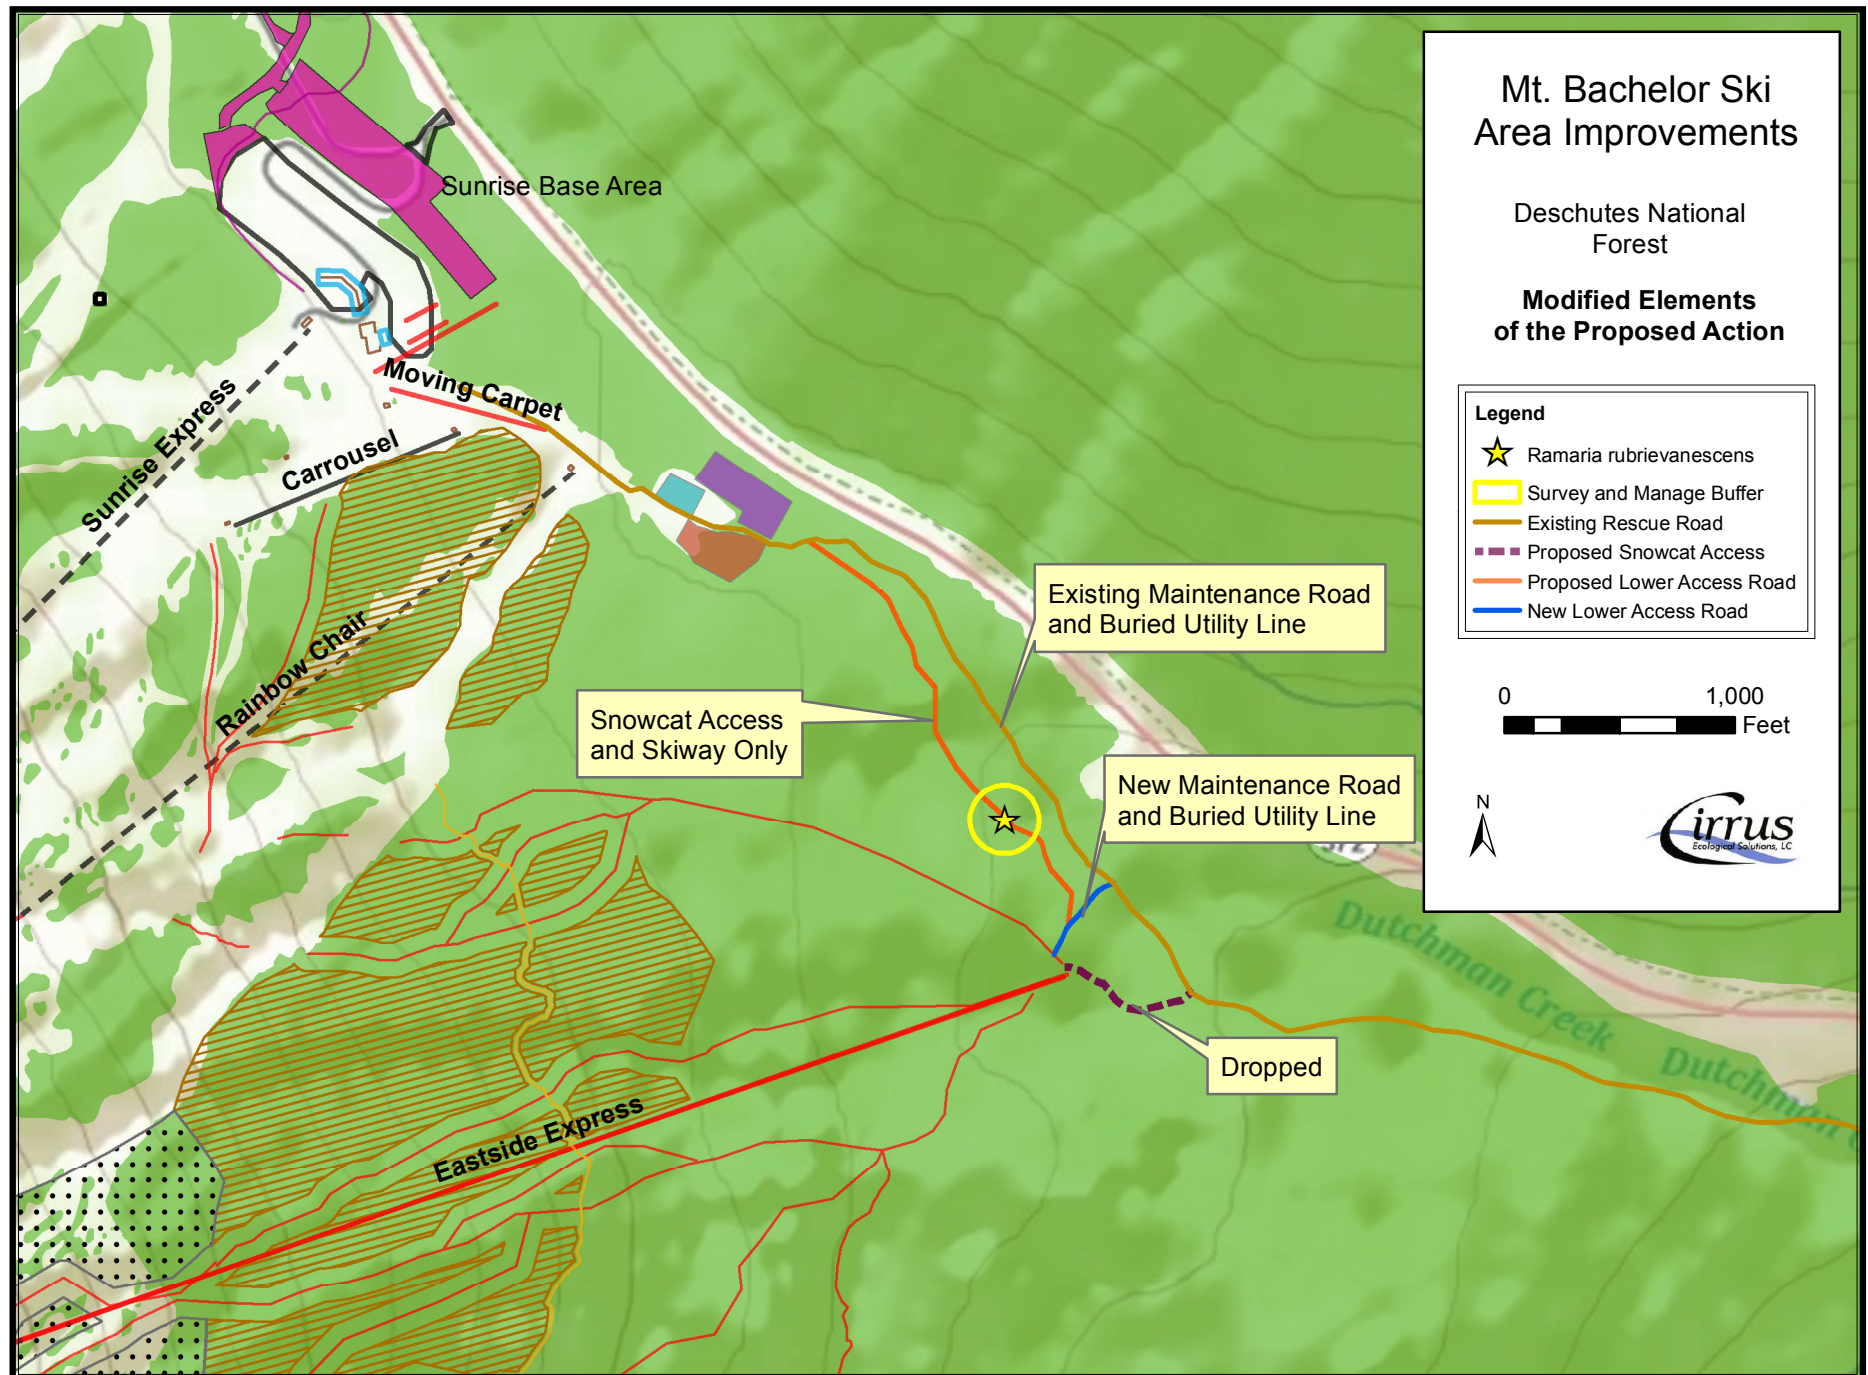 Mt. Bachelor Ski
Area Improvements
Deschutes National
Forest
Modified Elements
of the Proposed Action
Legend
Ramaria rubrievanescens
Survey and Manage Buffer
Existing Rescue Road
Proposed Snowcat Access
Proposed Lower Access Road
New Lower Access Road
0 1,000
Feet
N
Cirrus
Ecological Solutions, LC
Sunrise Base Area
Moving Carpet
Sunrise Express
Carrousel
Rainbow Chair
Existing Maintenance Road
and Buried Utility Line
Snowcat Access
and Skiway Only
New Maintenance Road
and Buried Utility Line
Dutchman Creek
Dutchman C
Dropped
Eastside Express